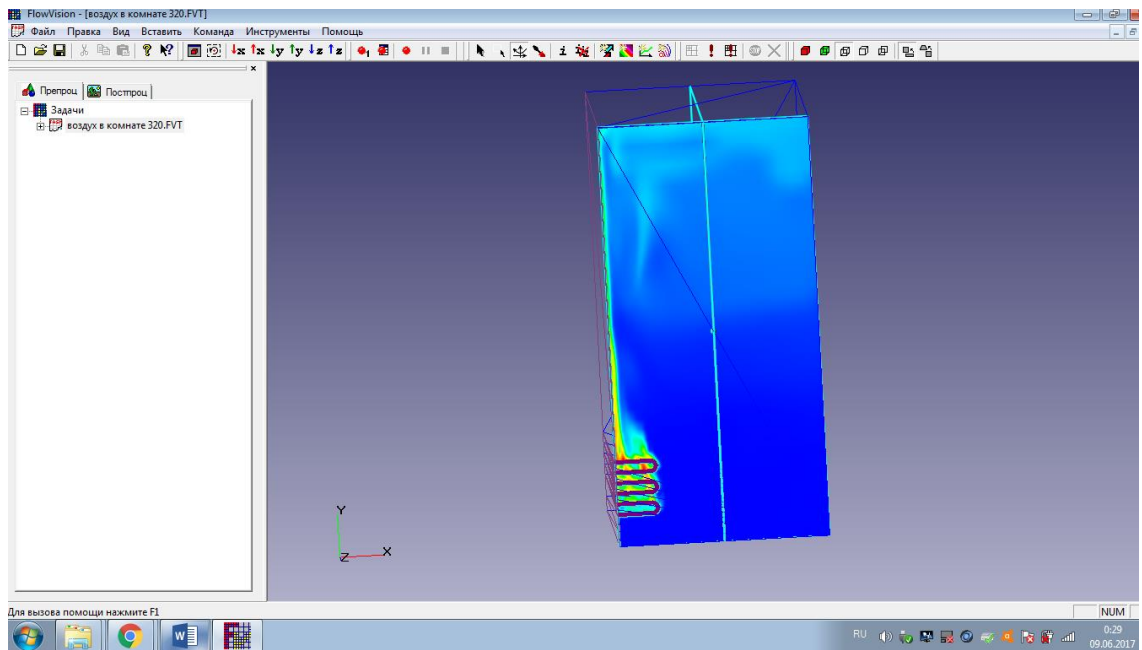 FlowVision - [воздух в комнате 320.FVT]
Файл Правка Вид Вставить Команда Инструменты Помощь
Препроц Постпроц
Задачи
воздух в комнате 320.FVT
Y
Z X
Для вызова помощи нажмите F1
NUM
RU
0:29
09.06.2017